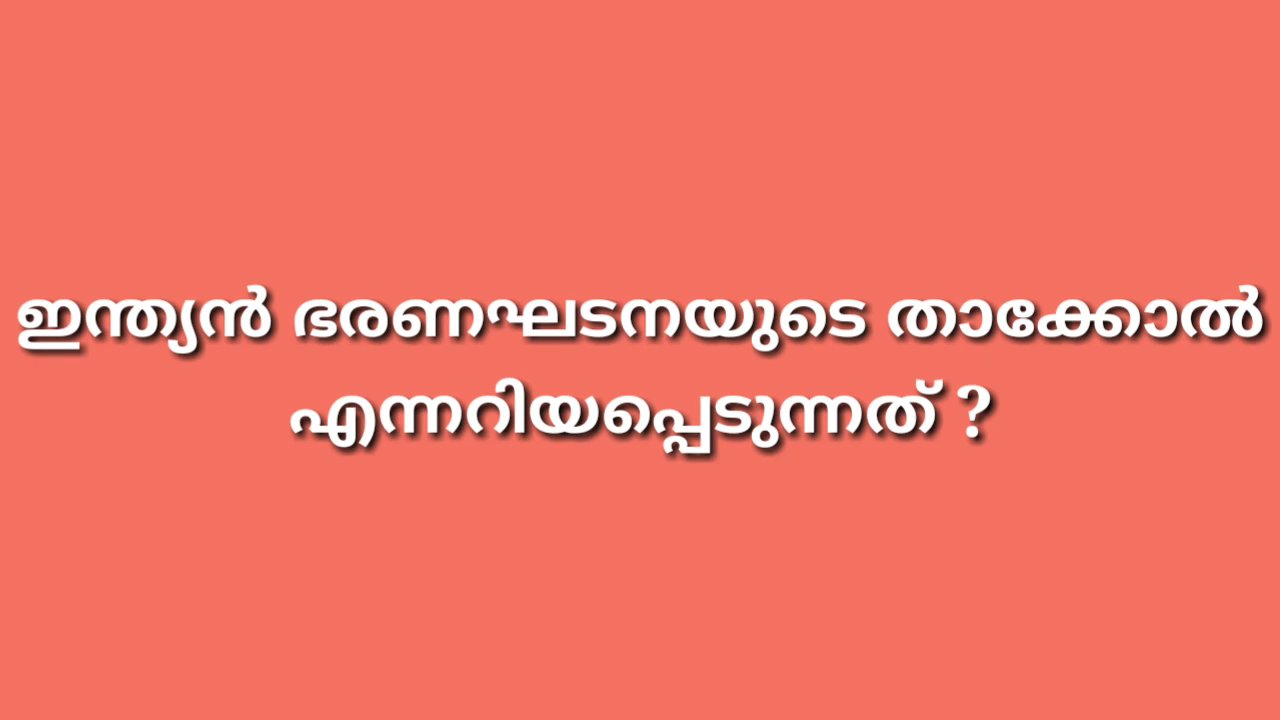 ഇന്ത്യൻ ഭരണഘടനയുടെ താക്കോൽ
എന്നറിയപ്പെടുന്നത് ?